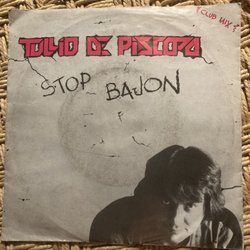 (CLUB MIX)
TULLIO DE PISCOPO
STOP BAJON